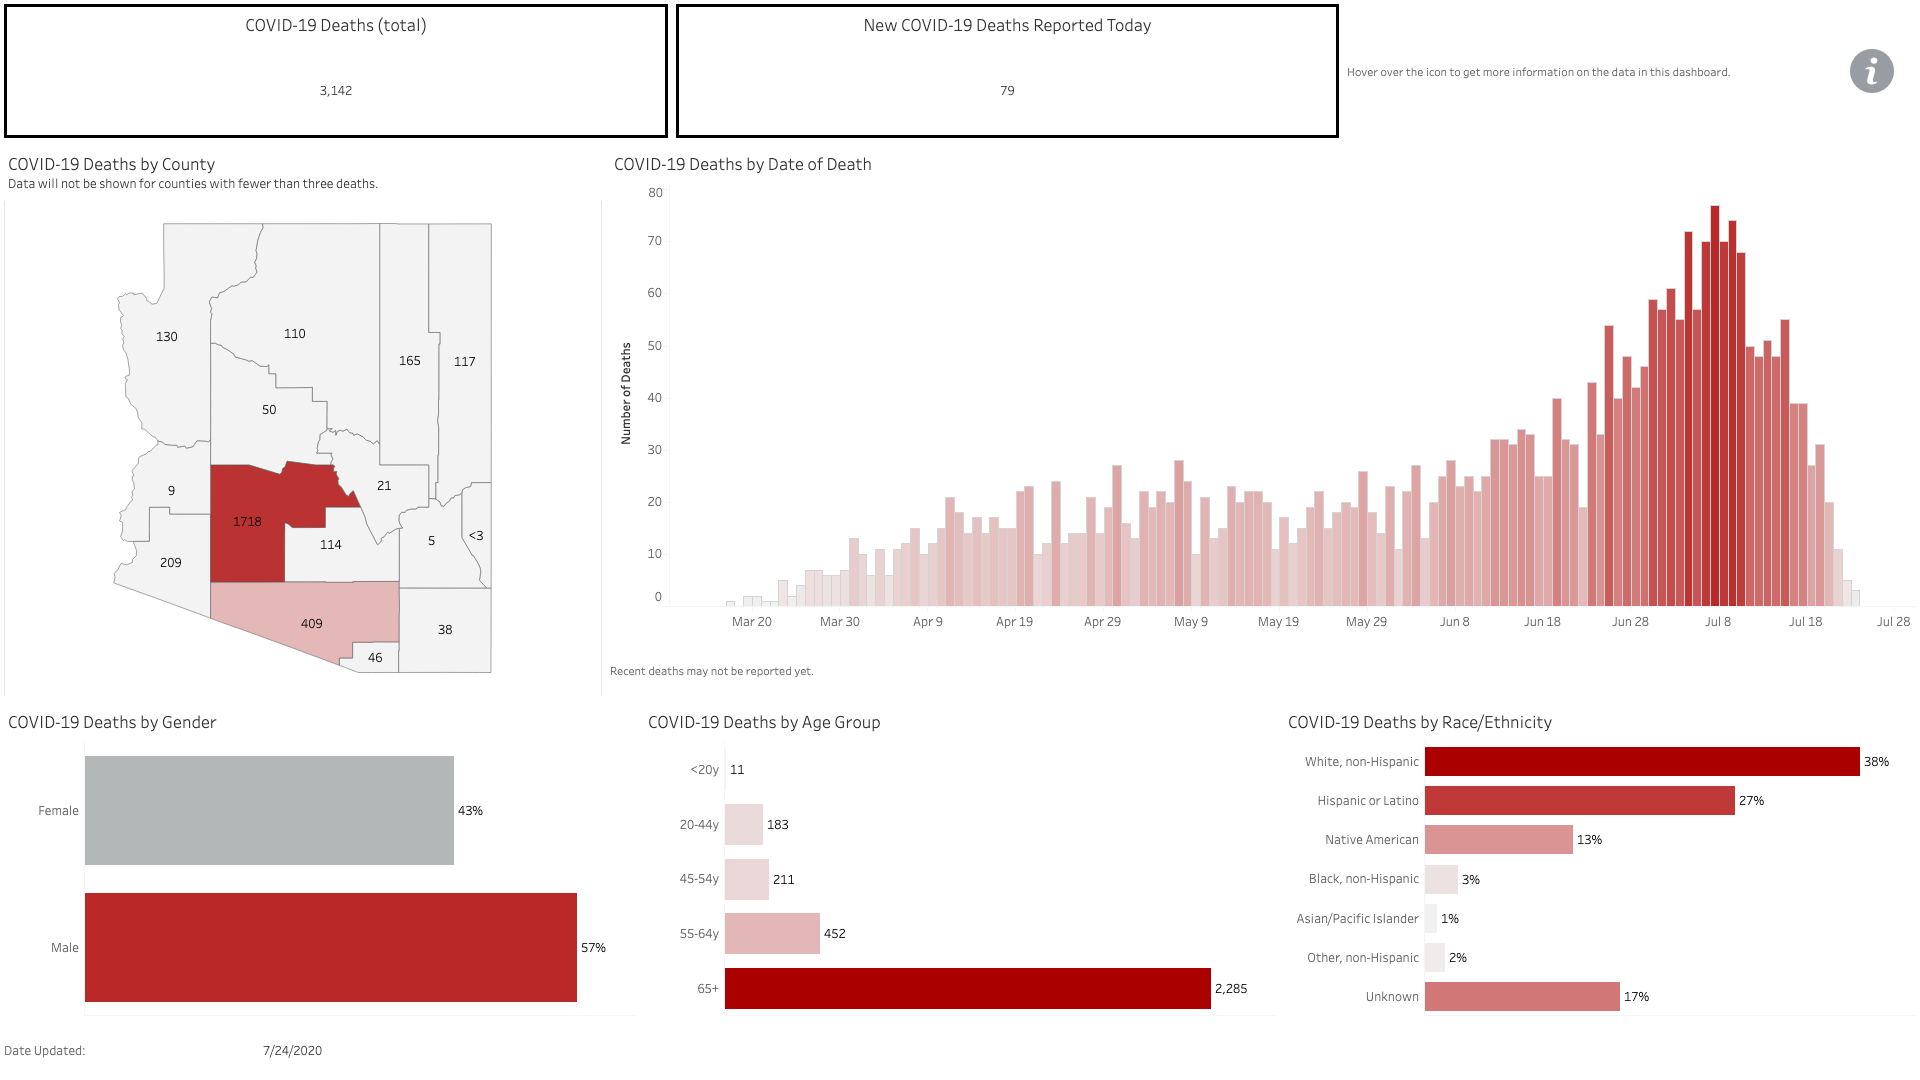 COVID-19 Deaths (total)
3,142
New COVID-19 Deaths Reported Today
79
Hover over the icon to get more information on the data in this dashboard.
i
COVID-19 Deaths by County
Data will not be shown for counties with fewer than three deaths.
130
110
165
117
50
9
21
1718
114
5
<3
209
409
38
46
COVID-19 Deaths by Date of Death
Number of Deaths
80
70
60
50
40
30
20
10
0
Mar 20
Mar 30
Apr 9
Apr 19
Apr 29
May 9
May 19
May 29
Jun 8
Jun 18
Jun 28
Jul 8
Jul 18
Jul 28
Recent deaths may not be reported yet.
COVID-19 Deaths by Gender
Female 43%
Male 57%
COVID-19 Deaths by Age Group
<20y 11
20-44y 183
45-54y 211
55-64y 452
65+ 2,285
COVID-19 Deaths by Race/Ethnicity
White, non-Hispanic 38%
Hispanic or Latino 27%
Native American 13%
Black, non-Hispanic 3%
Asian/Pacific Islander 1%
Other, non-Hispanic 2%
Unknown 17%
Date Updated: 7/24/2020